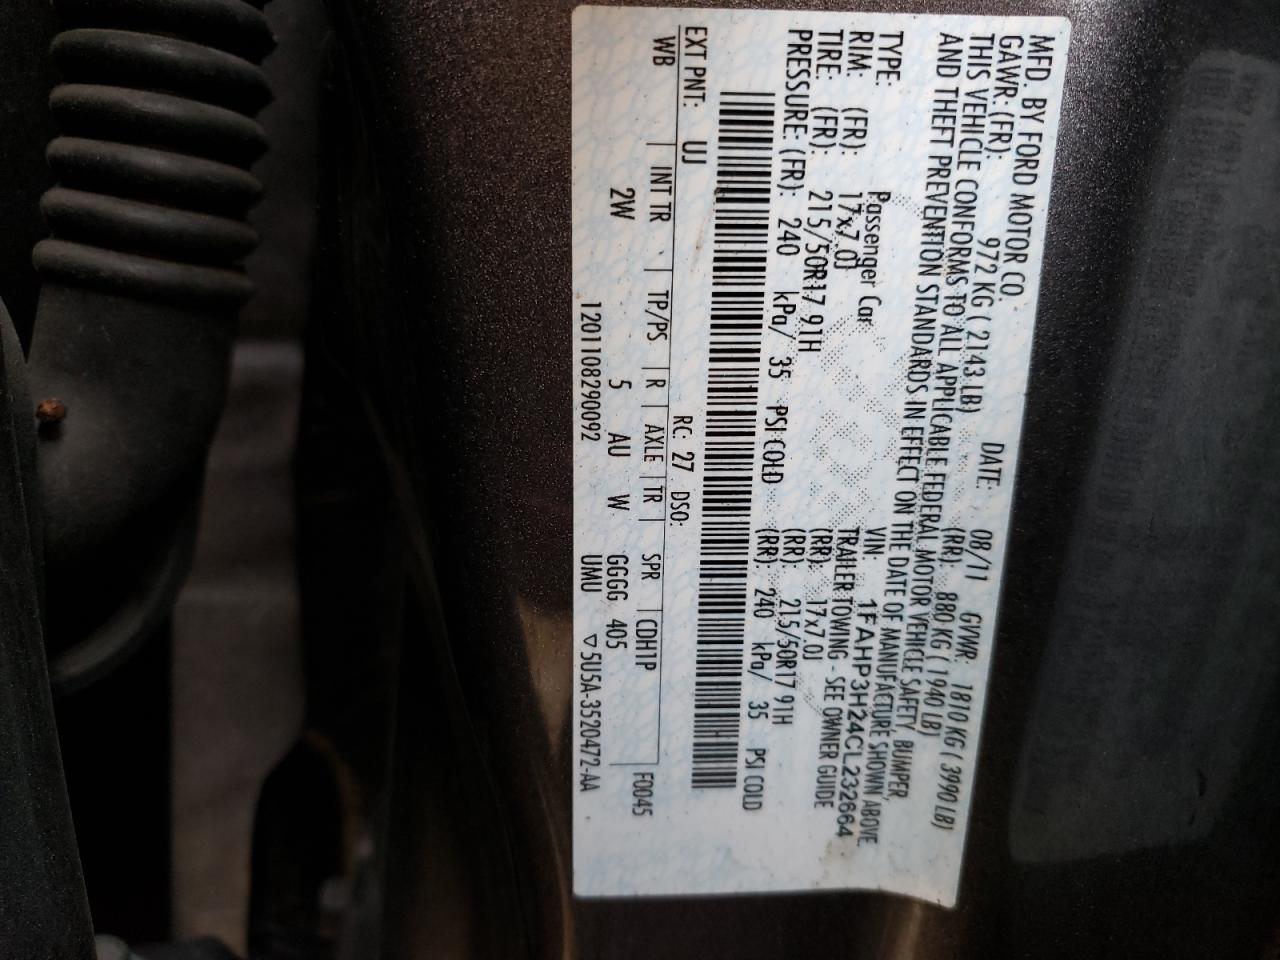 MFD. BY FORD MOTOR CO.
DATE: 08/11 GVWR: 1810 KG ( 3990 LB)
GAWR: (FR): 972 KG ( 2143 LB) (RR): 880 KG ( 1940 LB)
THIS VEHICLE CONFORMS TO ALL APPLICABLE FEDERAL MOTOR VEHICLE SAFETY, BUMPER,
AND THEFT PREVENTION STANDARDS IN EFFECT ON THE DATE OF MANUFACTURE SHOWN ABOVE.
VIN: 1FAHP3H24CL232664
TYPE: Passenger Car TRAILER TOWING - SEE OWNER GUIDE
RIM: (FR): 17x7.0J (RR): 17x7.0J
TIRE: (FR): 215/50R17 91H (RR): 215/50R17 91H
PRESSURE: (FR): 240 kPa/ 35 PSI COLD (RR): 240 kPa/ 35 PSI COLD
EXT PNT: UJ RC: 27 DSO: F0045
WB INT TR TP/PS R AXLE TR SPR CDH1P
2W 5 AU W GGGG 405
1201108290092 UMU ▽5U5A-3520472-AA